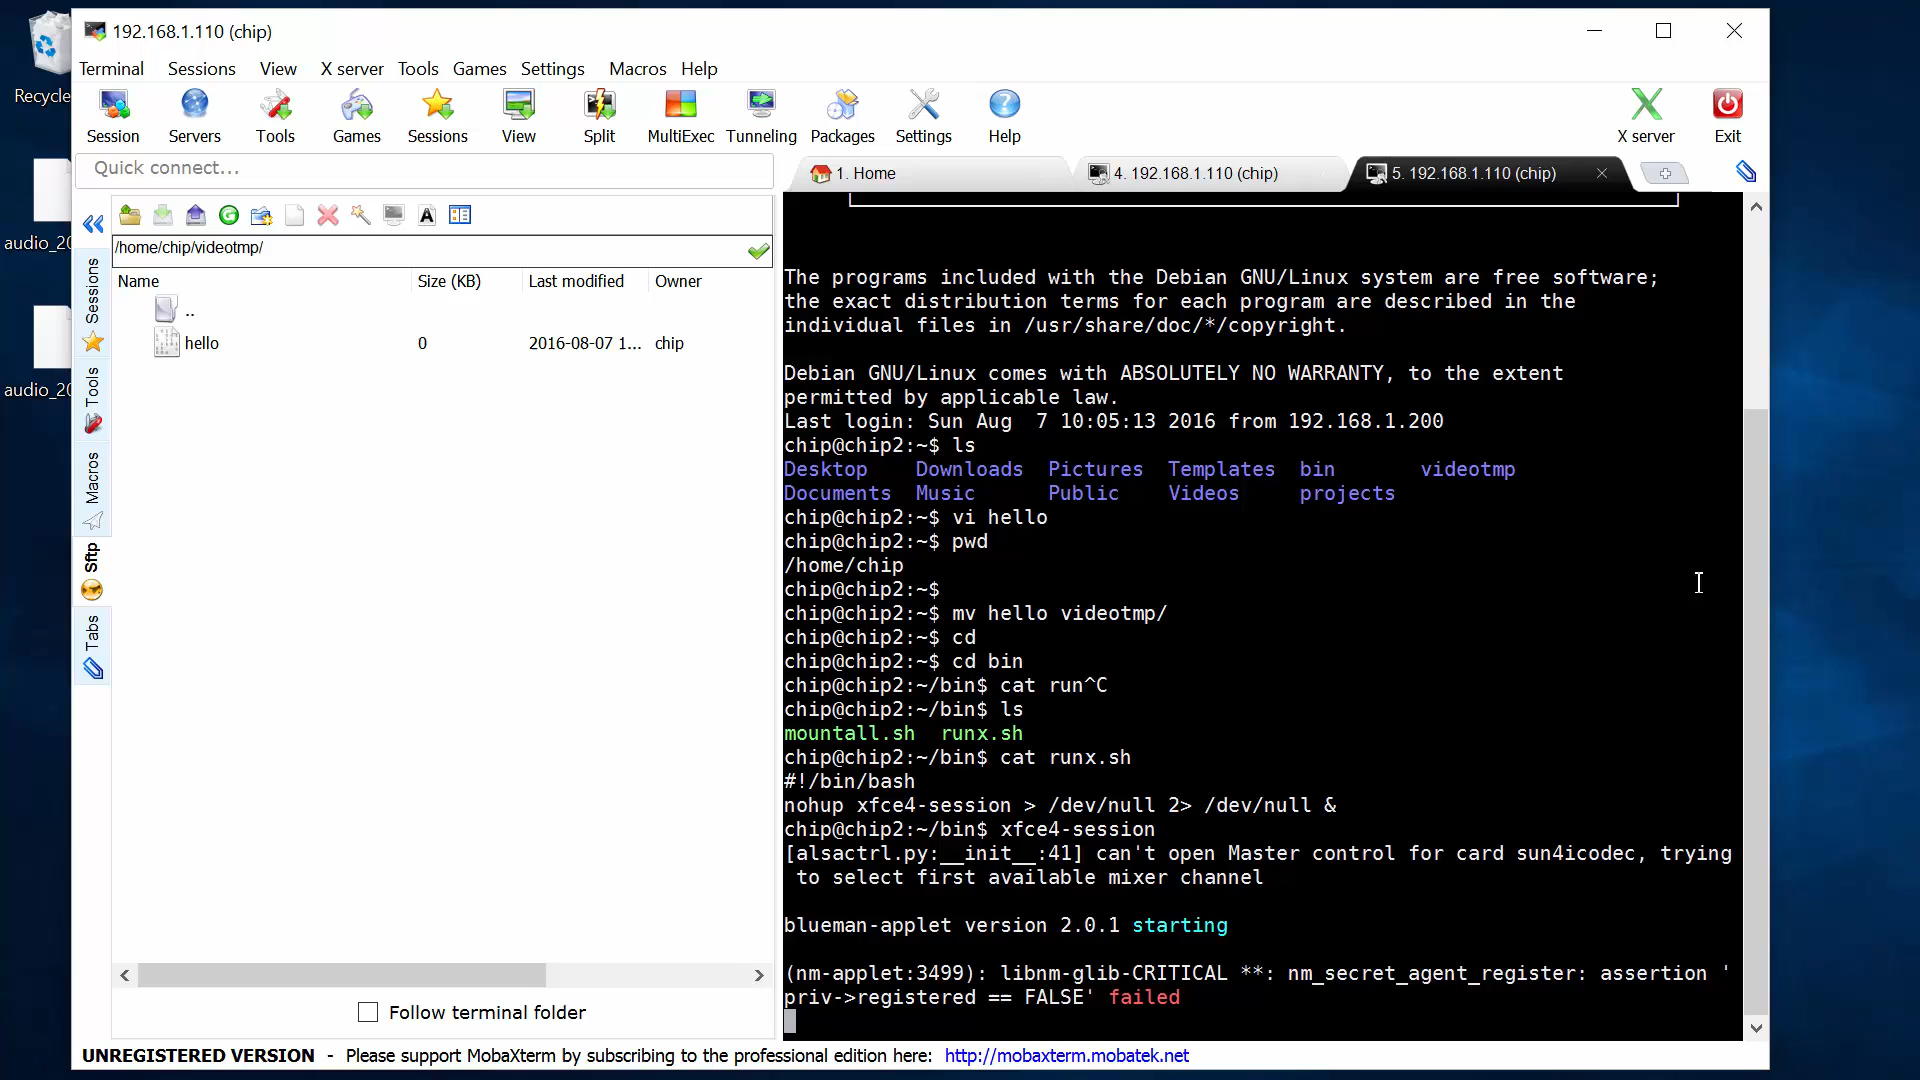 Recycle
audio_20
audio_20
192.168.1.110 (chip)
Terminal Sessions View X server Tools Games Settings Macros Help
Session Servers Tools Games Sessions View Split MultiExec Tunneling Packages Settings Help X server Exit
Quick connect...
1. Home
4. 192.168.1.110 (chip)
5. 192.168.1.110 (chip)
Sessions
Tools
Macros
Sftp
Tabs
A
/home/chip/videotmp/
Name Size (KB) Last modified Owner
..
hello 0 2016-08-07 1... chip
Follow terminal folder
The programs included with the Debian GNU/Linux system are free software;
the exact distribution terms for each program are described in the
individual files in /usr/share/doc/*/copyright.
Debian GNU/Linux comes with ABSOLUTELY NO WARRANTY, to the extent
permitted by applicable law.
Last login: Sun Aug  7 10:05:13 2016 from 192.168.1.200
chip@chip2:~$ ls
Desktop    Downloads  Pictures  Templates  bin       videotmp
Documents  Music      Public    Videos     projects
chip@chip2:~$ vi hello
chip@chip2:~$ pwd
/home/chip
chip@chip2:~$
chip@chip2:~$ mv hello videotmp/
chip@chip2:~$ cd
chip@chip2:~$ cd bin
chip@chip2:~/bin$ cat run^C
chip@chip2:~/bin$ ls
mountall.sh  runx.sh
chip@chip2:~/bin$ cat runx.sh
#!/bin/bash
nohup xfce4-session > /dev/null 2> /dev/null &
chip@chip2:~/bin$ xfce4-session
[alsactrl.py:__init__:41] can't open Master control for card sun4icodec, trying
 to select first available mixer channel
blueman-applet version 2.0.1 starting
(nm-applet:3499): libnm-glib-CRITICAL **: nm_secret_agent_register: assertion '
priv->registered == FALSE' failed
UNREGISTERED VERSION - Please support MobaXterm by subscribing to the professional edition here: http://mobaxterm.mobatek.net